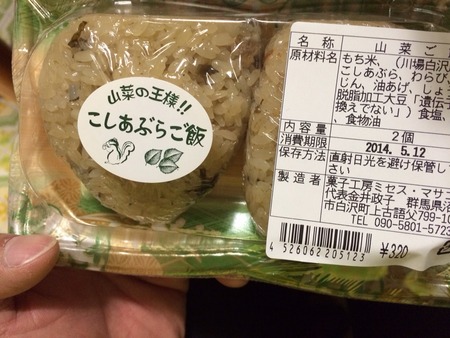 山菜の王様!!
こしあぶらご飯
名称 山菜ご
原材料名 もち米、(川場白沢
こしあぶら、わらび、
じん、油あげ、しょう
脱脂加工大豆「遺伝子
換えでない」)食塩、
、食物油
内容量 2個
消費期限 2014. 5.12
保存方法 直射日光を避け保管し
さい
製造者 菓子工房ミセス・マサ
代表金井政子 群馬県沼
市白沢町上古語父799-10
TEL 090-5801-5723
4 526062 205123
¥320